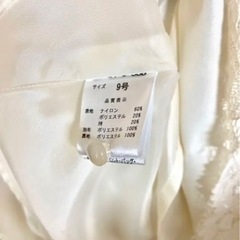 サイズ 9号
品質表示
表地 ナイロン 60%
ポリエステル 20%
綿 20%
ポリエステル 100%
裏地 ポリエステル 100%